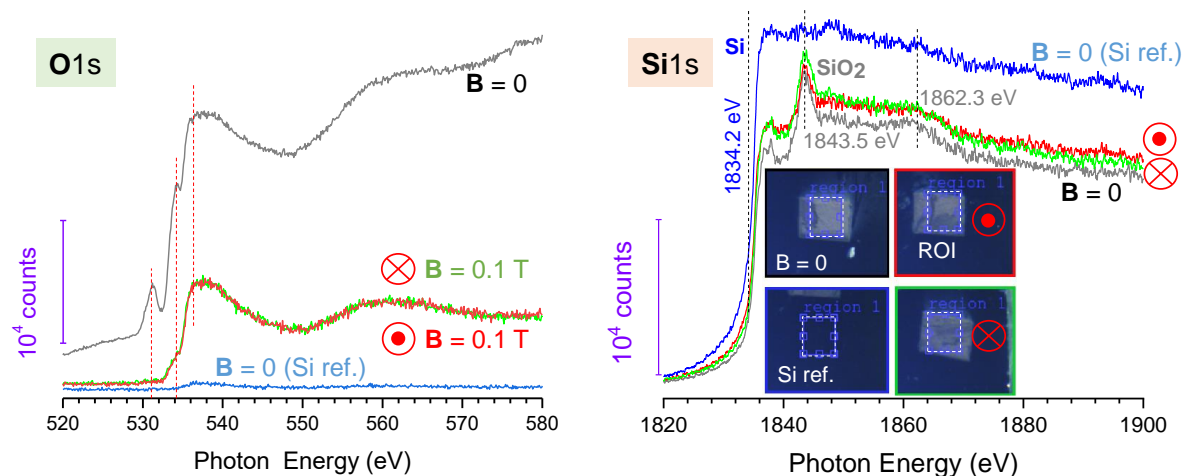 O1s
B = 0
B = 0.1 T
B = 0.1 T
B = 0 (Si ref.)
10⁴ counts
520 530 540 550 560 570 580
Photon Energy (eV)
Si1s
Si
B = 0 (Si ref.)
SiO₂
1862.3 eV
1843.5 eV
1834.2 eV
B = 0
region 1
B = 0
region 1
ROI
region 1
Si ref.
region 1
10⁴ counts
1820 1840 1860 1880 1900
Photon Energy (eV)